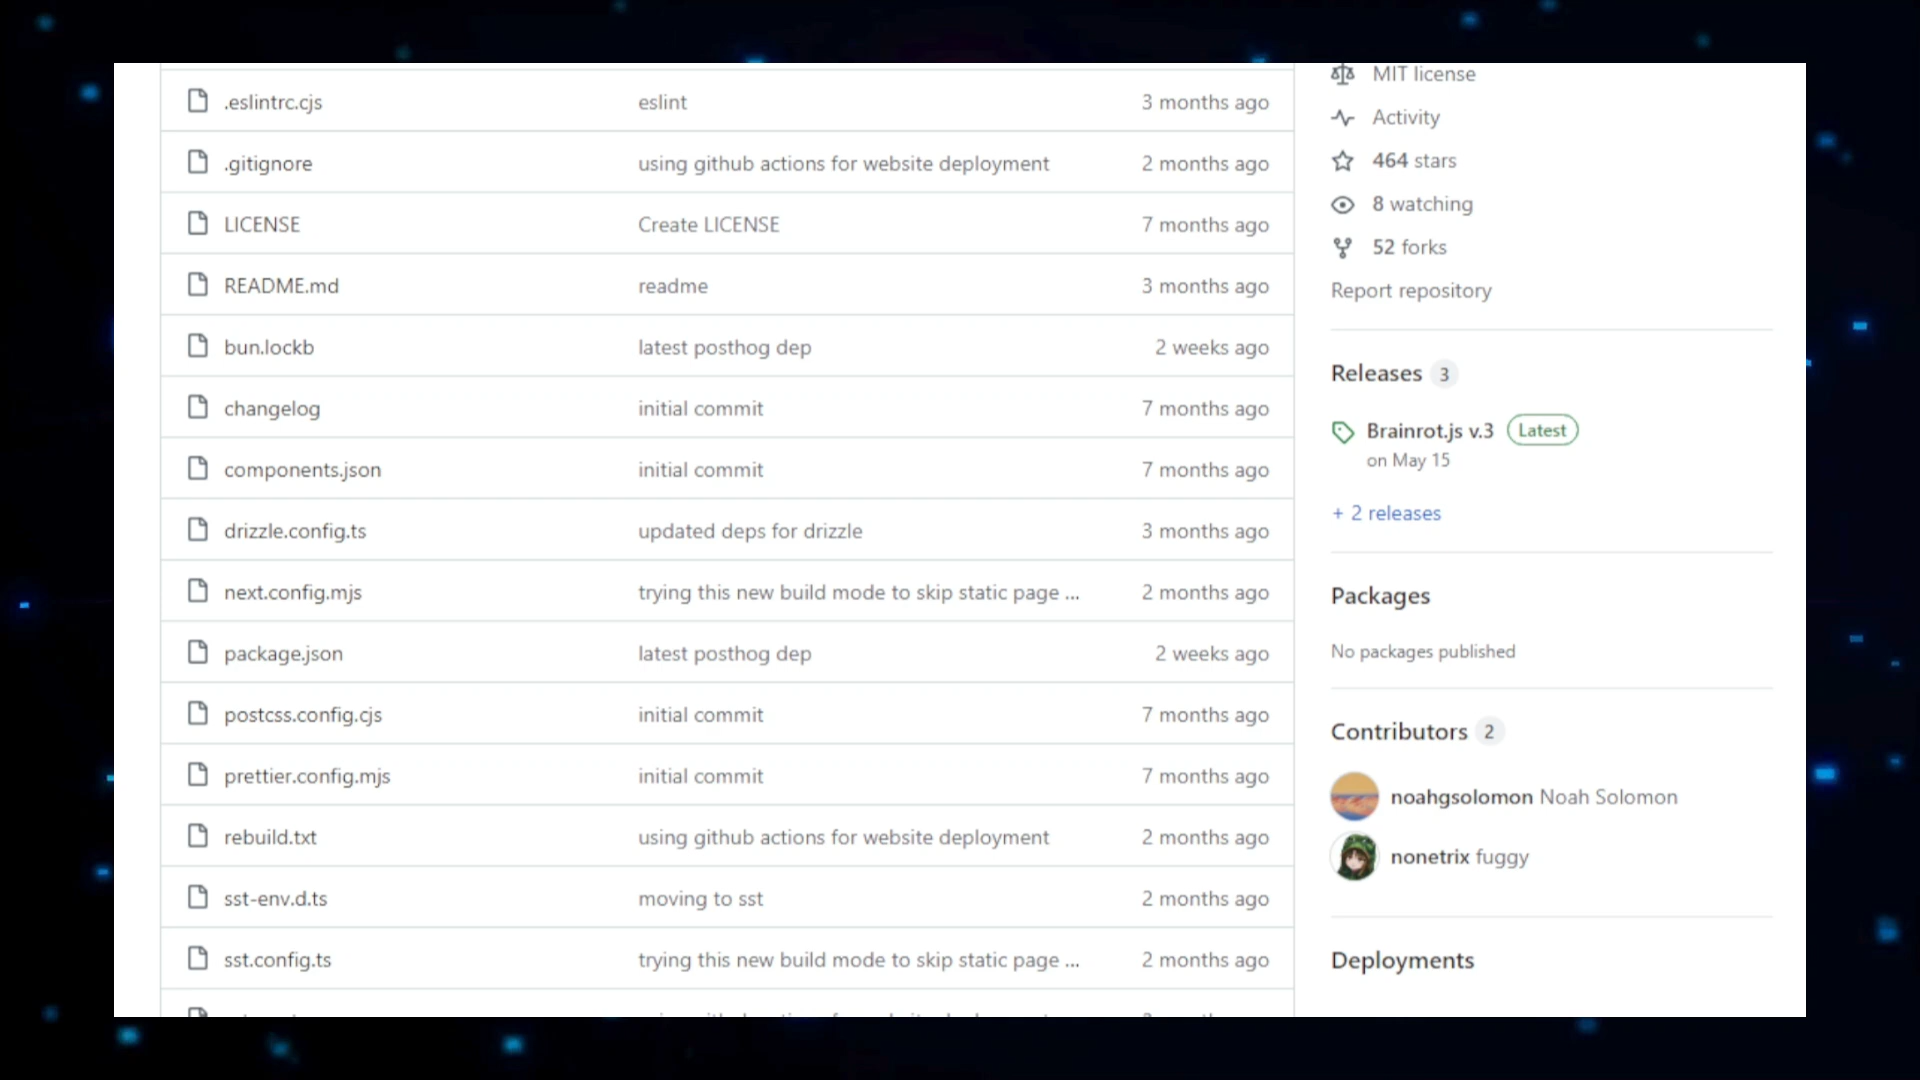 .eslintrc.cjs eslint 3 months ago
.gitignore using github actions for website deployment 2 months ago
LICENSE Create LICENSE 7 months ago
README.md readme 3 months ago
bun.lockb latest posthog dep 2 weeks ago
changelog initial commit 7 months ago
components.json initial commit 7 months ago
drizzle.config.ts updated deps for drizzle 3 months ago
next.config.mjs trying this new build mode to skip static page ... 2 months ago
package.json latest posthog dep 2 weeks ago
postcss.config.cjs initial commit 7 months ago
prettier.config.mjs initial commit 7 months ago
rebuild.txt using github actions for website deployment 2 months ago
sst-env.d.ts moving to sst 2 months ago
sst.config.ts trying this new build mode to skip static page ... 2 months ago
MIT license
Activity
464 stars
8 watching
52 forks
Report repository
Releases 3
Brainrot.js v.3 Latest
on May 15
+ 2 releases
Packages
No packages published
Contributors 2
noahgsolomon Noah Solomon
nonetrix fuggy
Deployments